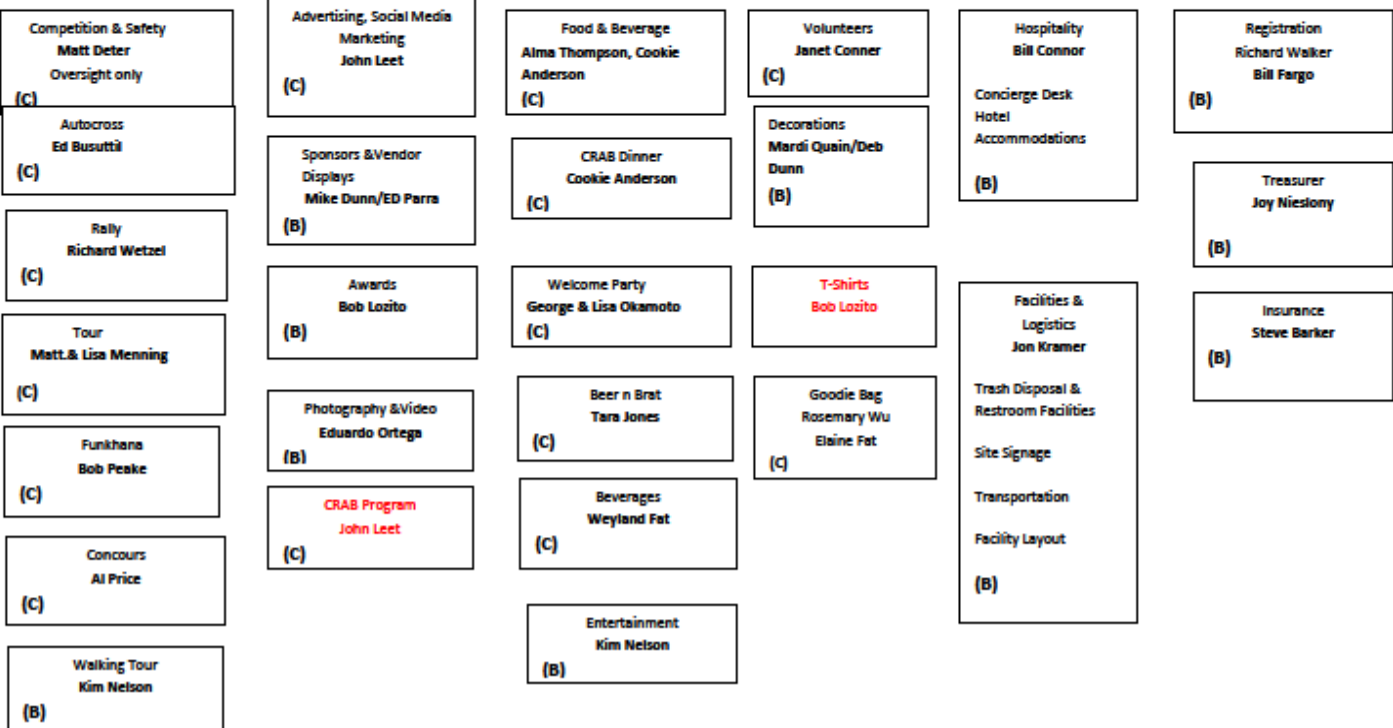 Competition & Safety
Matt Deter
Oversight only
(C)
Autocross
Ed Busuttil
(C)
Rally
Richard Wetzel
(C)
Tour
Matt.& Lisa Menning
(C)
Funkhana
Bob Peake
(C)
Concours
Al Price
(C)
Walking Tour
Kim Nelson
(B)
Advertising, Social Media
Marketing
John Leet
(C)
Sponsors &Vendor
Displays
Mike Dunn/ED Parra
(B)
Awards
Bob Lozito
(B)
Photography &Video
Eduardo Ortega
(B)
CRAB Program
John Leet
(C)
Food & Beverage
Alma Thompson, Cookie
Anderson
(C)
CRAB Dinner
Cookie Anderson
(C)
Welcome Party
George & Lisa Okamoto
(C)
Beer n Brat
Tara Jones
(C)
Beverages
Weyland Fat
(C)
Entertainment
Kim Nelson
(B)
Volunteers
Janet Conner
(C)
Decorations
Mardi Quain/Deb
Dunn
(B)
T-Shirts
Bob Lozito
Goodie Bag
Rosemary Wu
Elaine Fat
(C)
Hospitality
Bill Connor
Concierge Desk
Hotel
Accommodations
(B)
Facilities &
Logistics
Jon Kramer
Trash Disposal &
Restroom Facilities
Site Signage
Transportation
Facility Layout
(B)
Registration
Richard Walker
Bill Fargo
(B)
Treasurer
Joy Nieslony
(B)
Insurance
Steve Barker
(B)